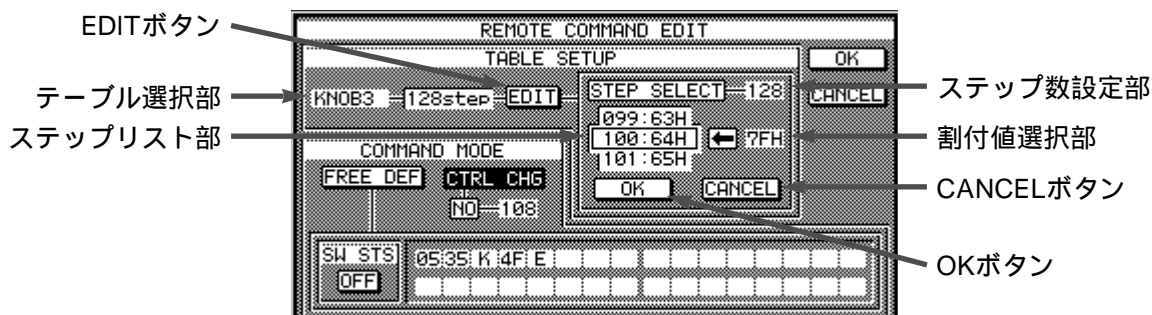 EDITボタン
テーブル選択部
ステップリスト部
REMOTE COMMAND EDIT
TABLE SETUP
OK
CANCEL
KNOB3
128step
EDIT
STEP SELECT
128
099:63H
100:64H
101:65H
7FH
OK
CANCEL
COMMAND MODE
FREE DEF
CTRL CHG
NO
108
SW STS
OFF
05 35 K 4F E
ステップ数設定部
割付値選択部
CANCELボタン
OKボタン